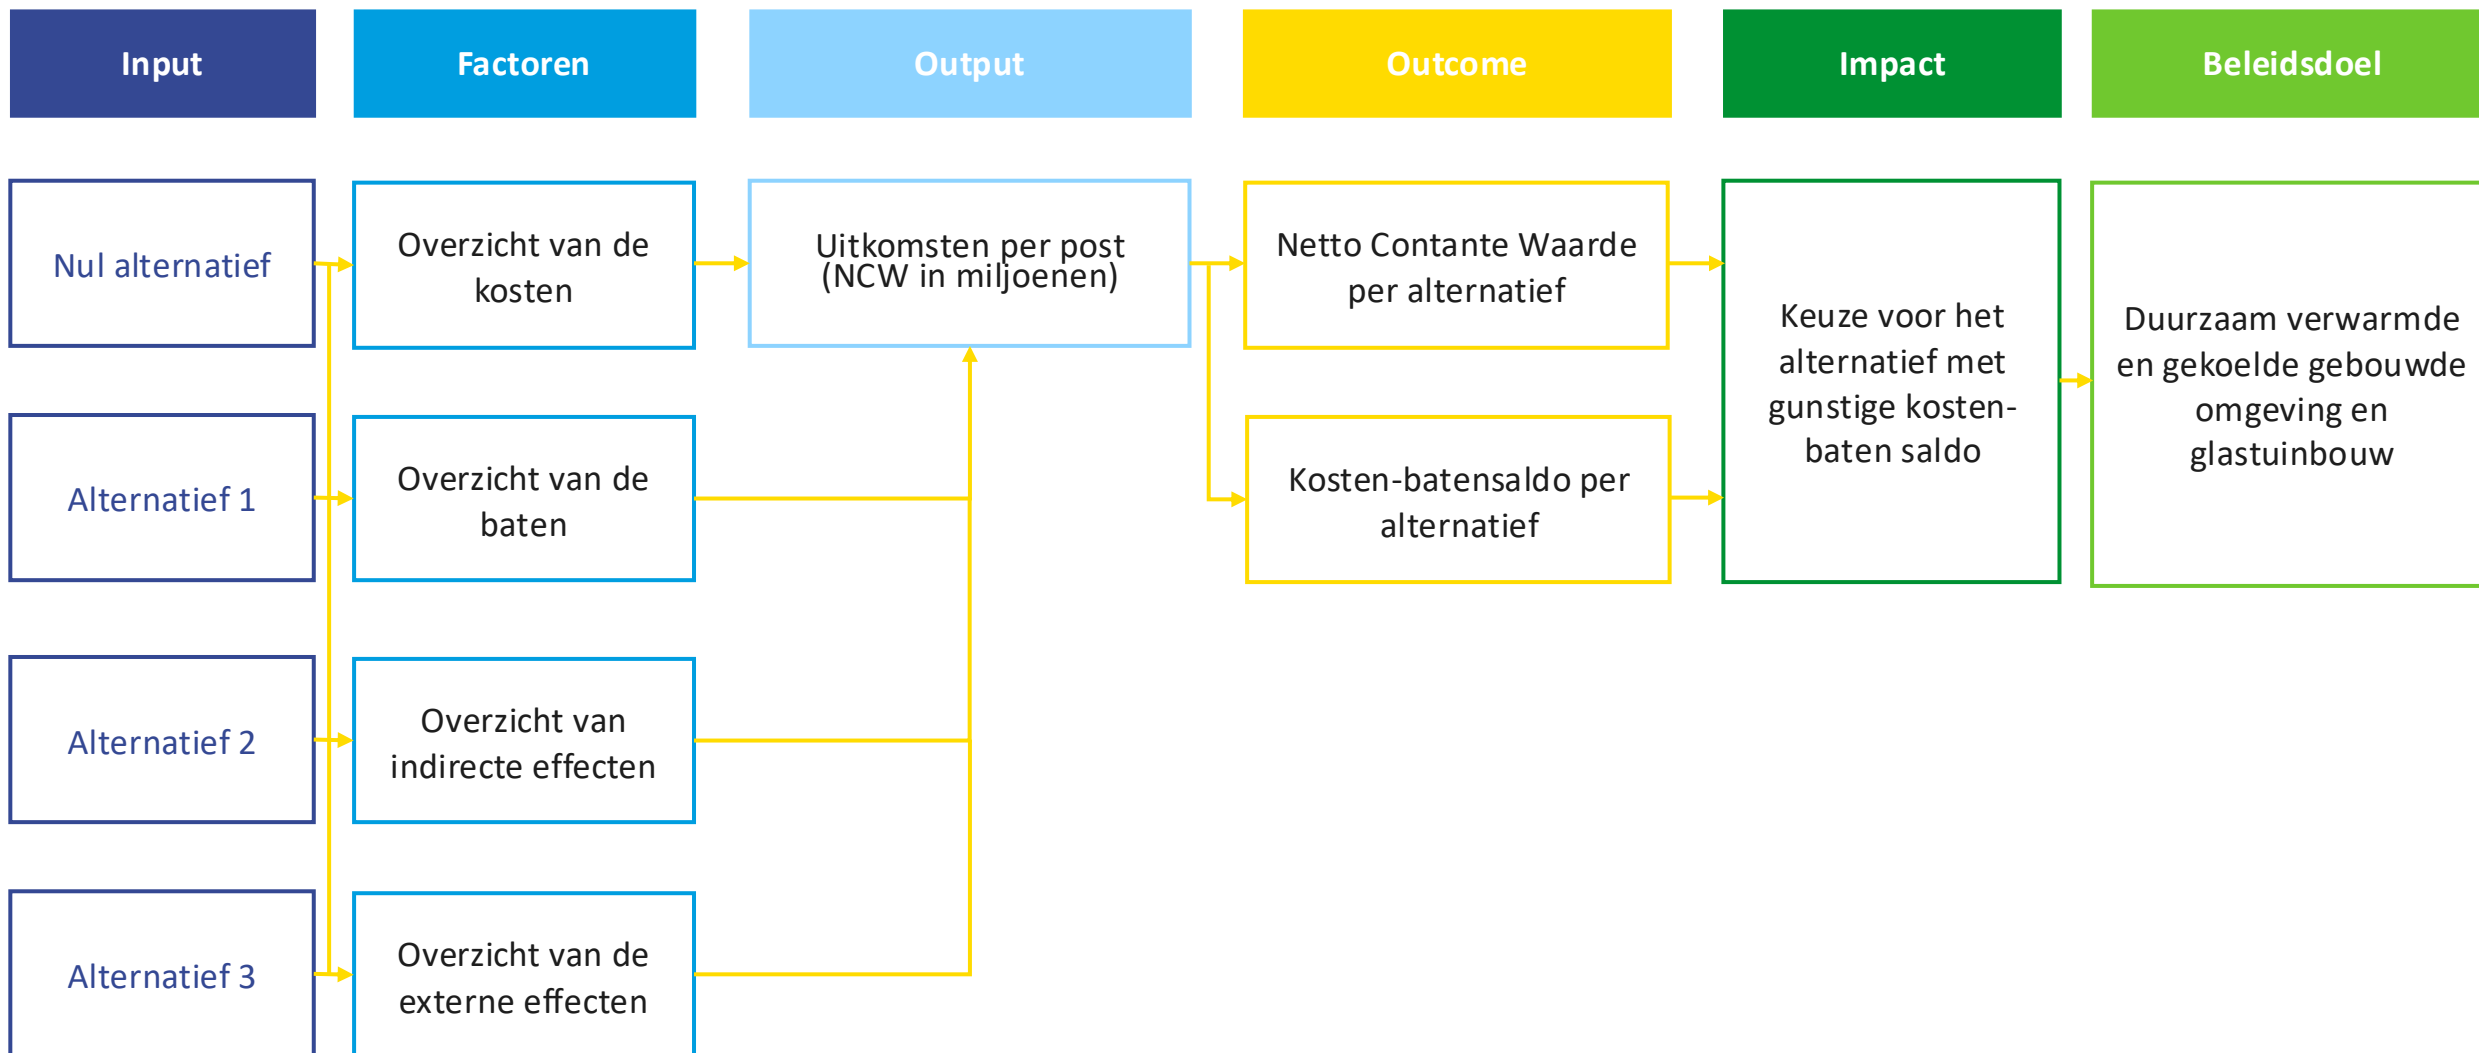 Input
Factoren
Output
Outcome
Impact
Beleidsdoel
Nul alternatief
Overzicht van de
kosten
Uitkomsten per post
(NCW in miljoenen)
Netto Contante Waarde
per alternatief
Keuze voor het
alternatief met
gunstige kosten-
baten saldo
Duurzaam verwarmde
en gekoelde gebouwde
omgeving en
glastuinbouw
Alternatief 1
Overzicht van de
baten
Kosten-batensaldo per
alternatief
Alternatief 2
Overzicht van
indirecte effecten
Alternatief 3
Overzicht van de
externe effecten